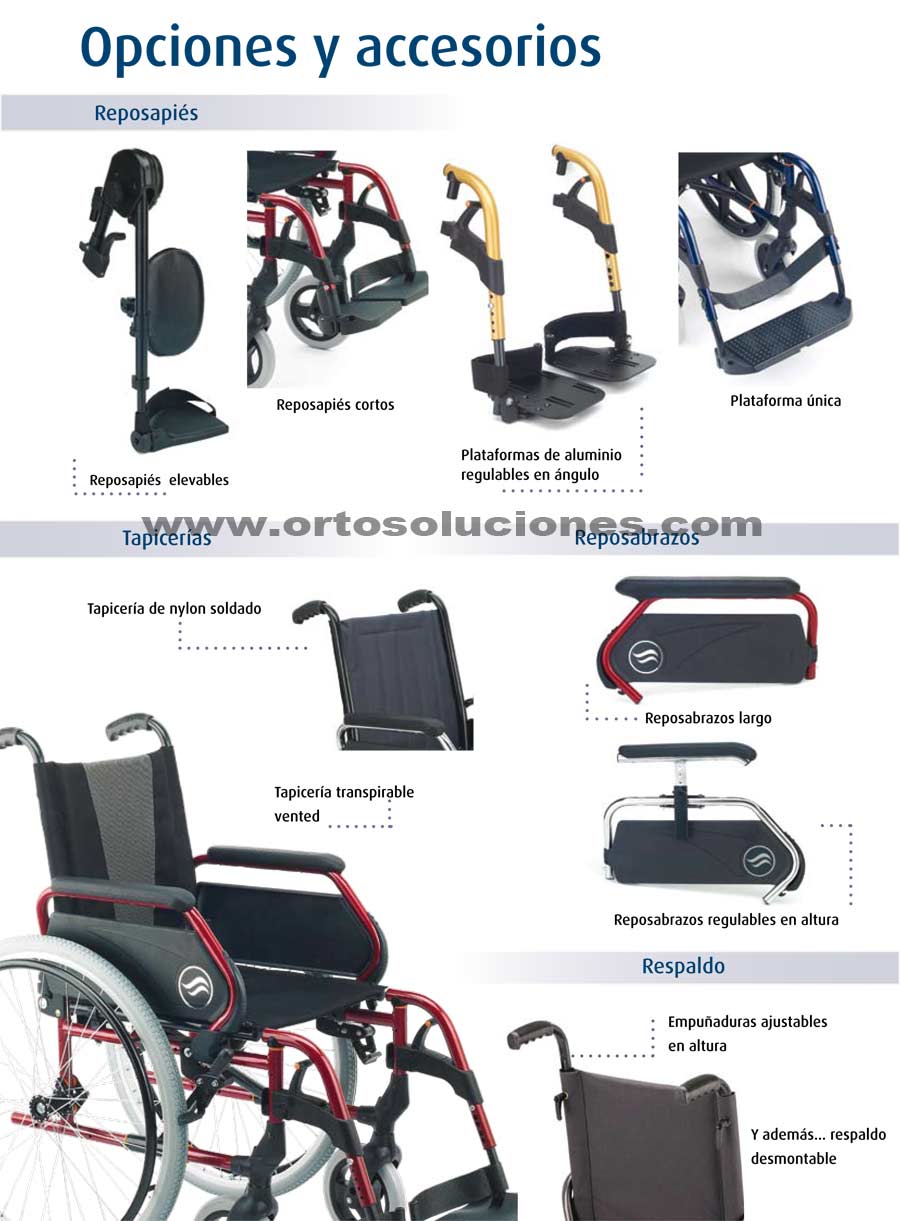 Opciones y accesorios
Reposapiés
Reposapiés elevables
Reposapiés cortos
Plataformas de aluminio
regulables en ángulo
Plataforma única
www.ortosoluciones.com
Tapicerías
Reposabrazos
Tapicería de nylon soldado
Tapicería transpirable
vented
Reposabrazos largo
Reposabrazos regulables en altura
Respaldo
Empuñaduras ajustables
en altura
Y además... respaldo
desmontable